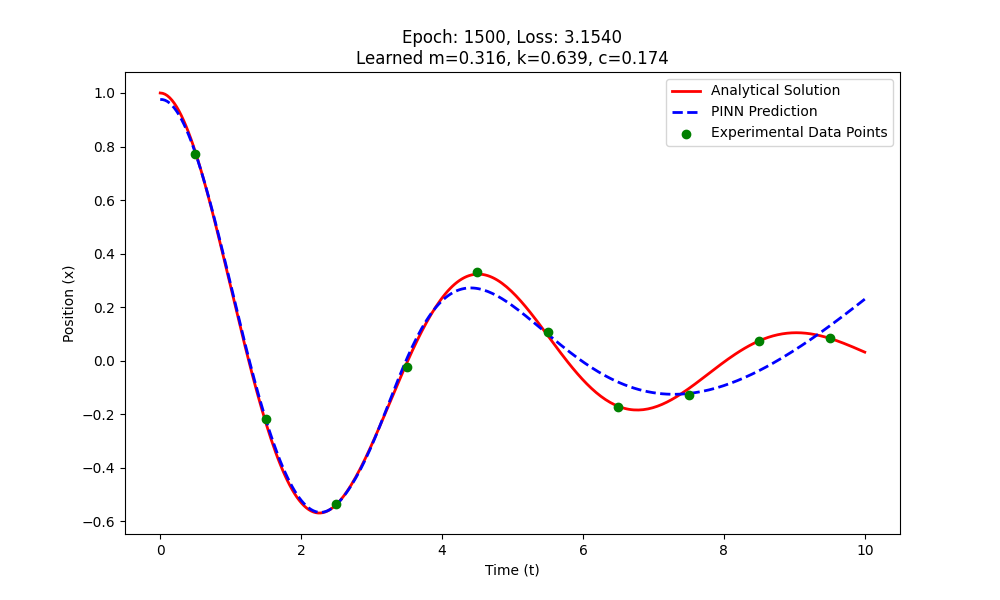 Epoch: 1500, Loss: 3.1540
Learned m=0.316, k=0.639, c=0.174
Analytical Solution
PINN Prediction
Experimental Data Points
1.0
0.8
0.6
0.4
0.2
0.0
−0.2
−0.4
−0.6
Position (x)
0
2
4
6
8
10
Time (t)